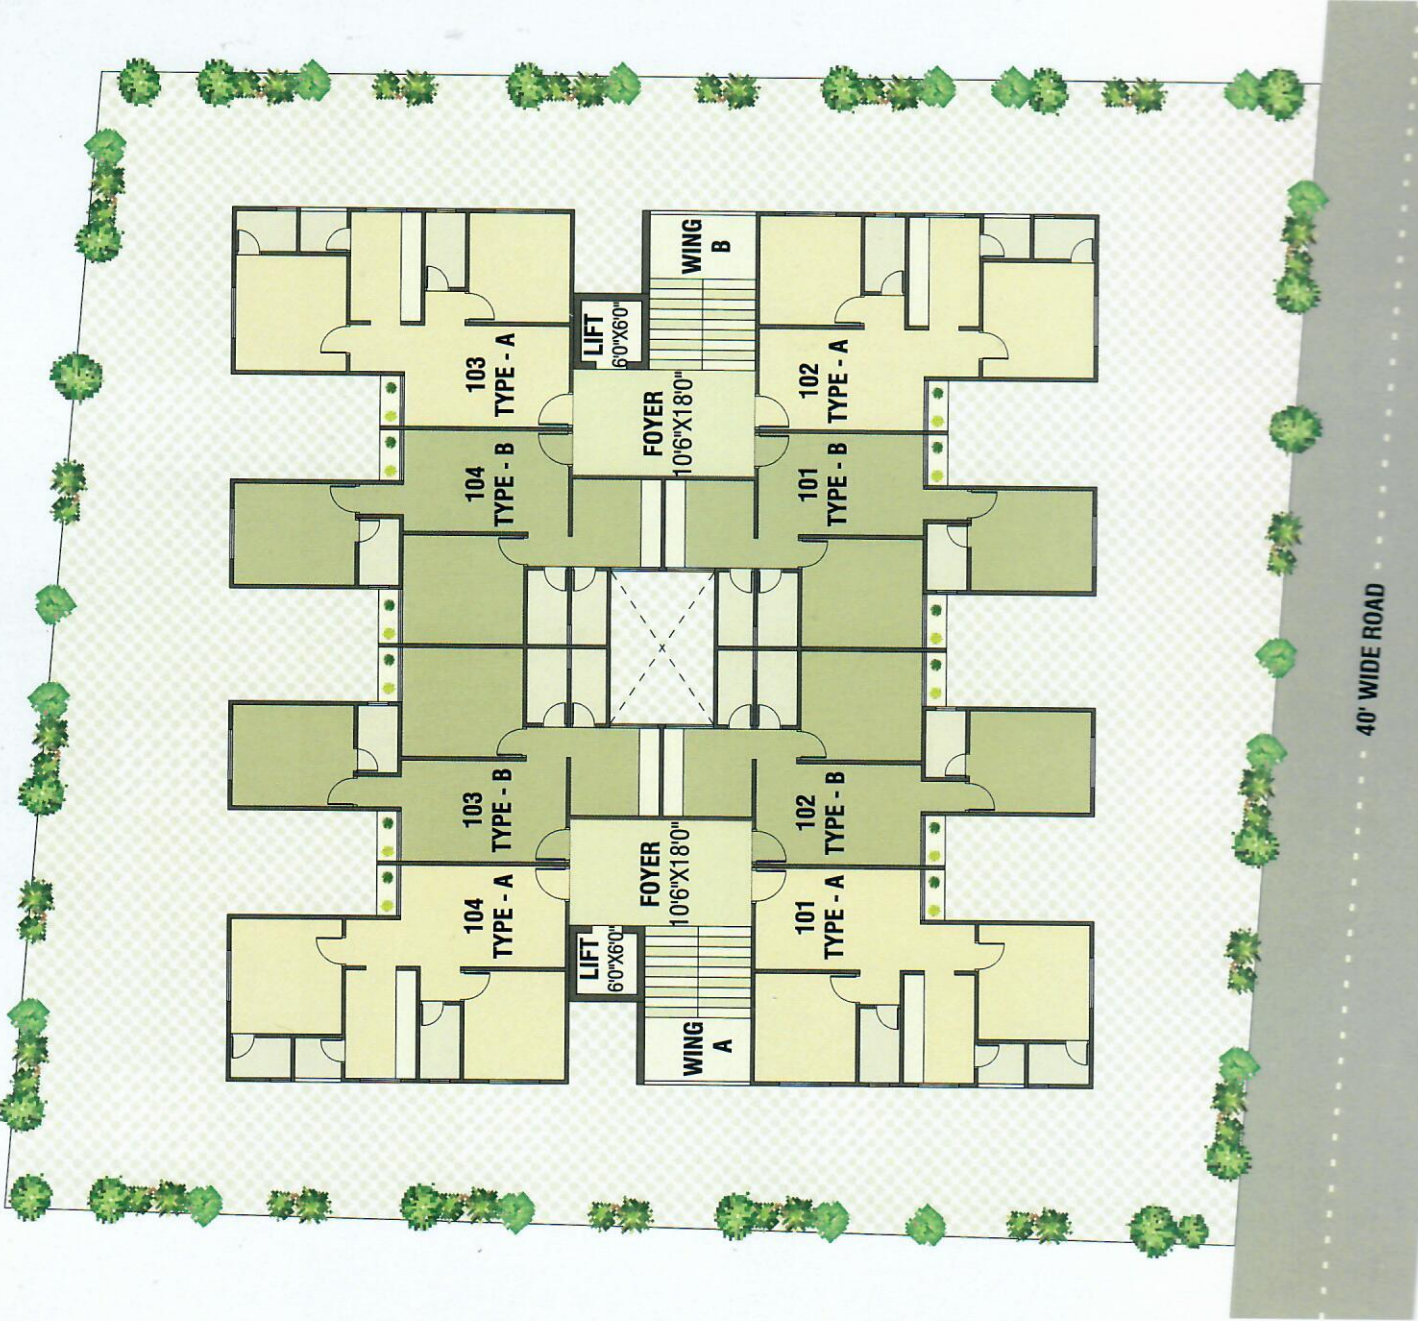 WING
B
LIFT
6'0"X6'0"
103
TYPE - A
102
TYPE - A
FOYER
10'6"X18'0"
104
TYPE - B
101
TYPE - B
40' WIDE ROAD
103
TYPE - B
102
TYPE - B
FOYER
10'6"X18'0"
104
TYPE - A
101
TYPE - A
LIFT
6'0"X6'0"
WING
A